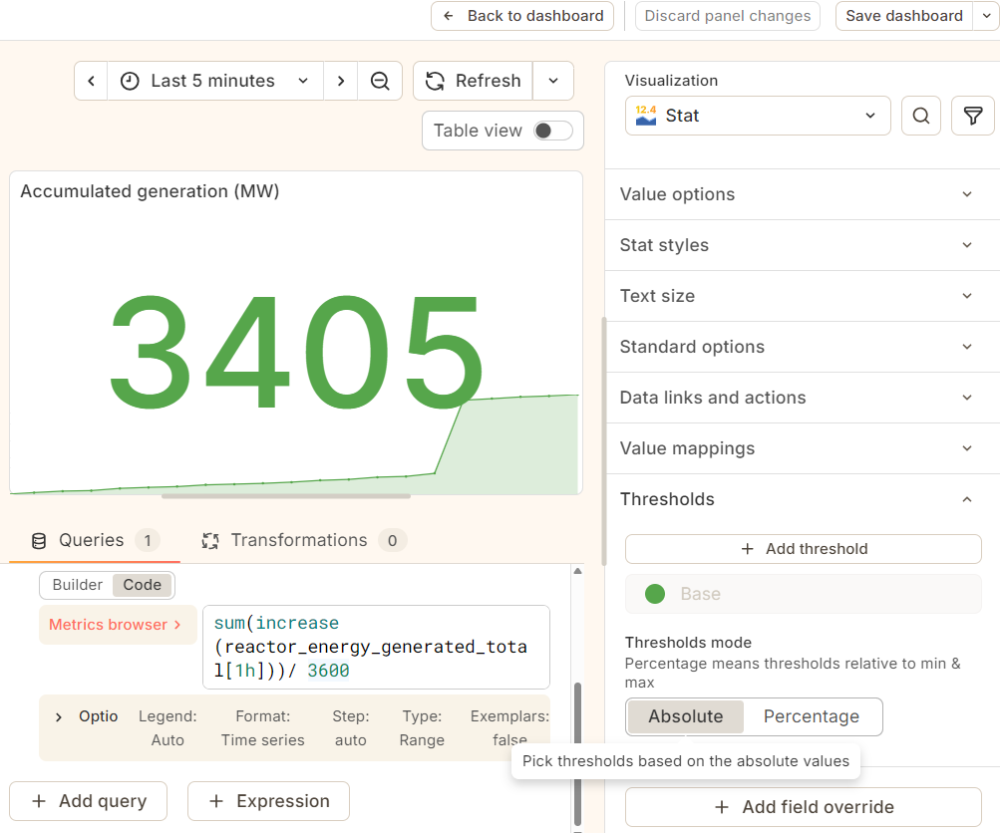 Back to dashboard
Discard panel changes
Save dashboard
Last 5 minutes
Refresh
Table view
Accumulated generation (MW)
3405
Queries 1
Transformations 0
Builder Code
Metrics browser >
sum(increase
(reactor_energy_generated_tota
l[1h]))/ 3600
> Optio
Legend:
Auto
Format:
Time series
Step:
auto
Type:
Range
Exemplars:
false
+ Add query
+ Expression
Visualization
12.4
Stat
Value options
Stat styles
Text size
Standard options
Data links and actions
Value mappings
Thresholds
+ Add threshold
Base
Thresholds mode
Percentage means thresholds relative to min &
max
Absolute Percentage
Pick thresholds based on the absolute values
+ Add field override